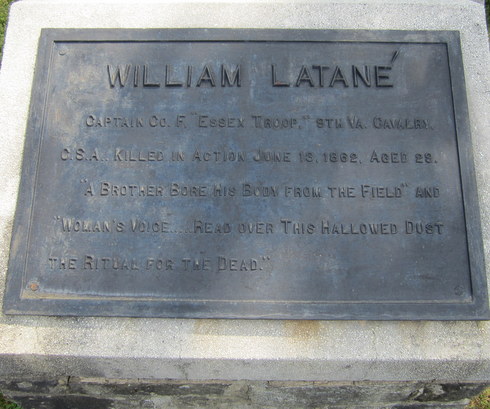 WILLIAM LATANÉ
CAPTAIN CO. F, "ESSEX TROOP," 9TH VA. CAVALRY,
C.S.A. KILLED IN ACTION JUNE 13, 1862, AGED 29.
"A BROTHER BORE HIS BODY FROM THE FIELD" AND
"WOMAN'S VOICE ... READ OVER THIS HALLOWED DUST
THE RITUAL FOR THE DEAD."